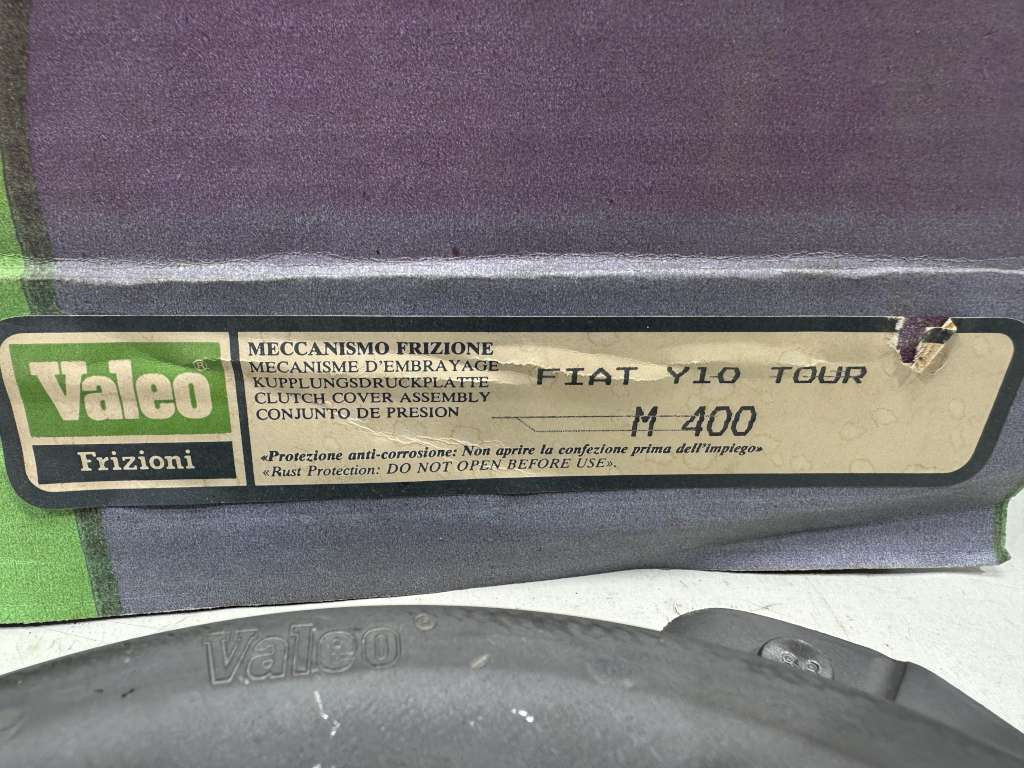 Valeo®
Frizioni
MECCANISMO FRIZIONE
MECANISME D'EMBRAYAGE
KUPPLUNGSDRUCKPLATTE
CLUTCH COVER ASSEMBLY
CONJUNTO DE PRESION
FIAT Y10 TOUR
M 400
«Protezione anti-corrosione: Non aprire la confezione prima dell'impiego»
«Rust Protection: DO NOT OPEN BEFORE USE».
Valeo